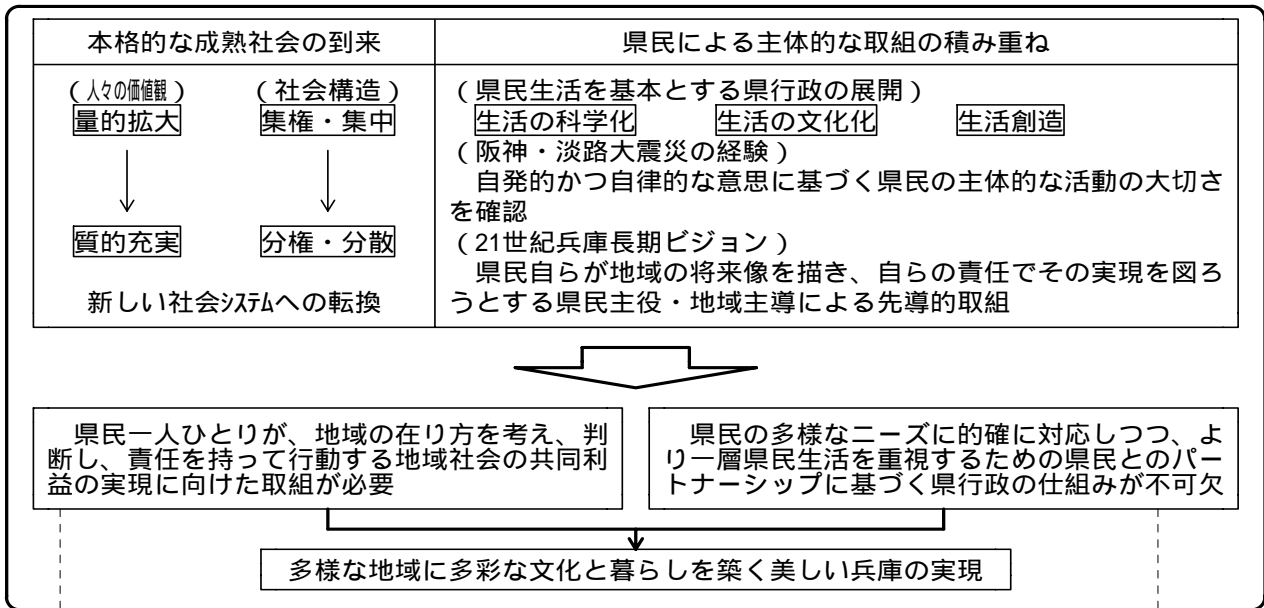 本格的な成熟社会の到来
(人々の価値観) (社会構造)
量的拡大 集権・集中
質的充実 分権・分散
新しい社会システムへの転換
県民による主体的な取組の積み重ね
(県民生活を基本とする県行政の展開)
生活の科学化 生活の文化化 生活創造
(阪神・淡路大震災の経験)
自発的かつ自律的な意思に基づく県民の主体的な活動の大切さ
を確認
(21世紀兵庫長期ビジョン)
県民自らが地域の将来像を描き、自らの責任でその実現を図ろ
うとする県民主役・地域主導による先導的取組
県民一人ひとりが、地域の在り方を考え、判
断し、責任を持って行動する地域社会の共同利
益の実現に向けた取組が必要
県民の多様なニーズに的確に対応しつつ、よ
り一層県民生活を重視するための県民とのパー
トナーシップに基づく県行政の仕組みが不可欠
多様な地域に多彩な文化と暮らしを築く美しい兵庫の実現